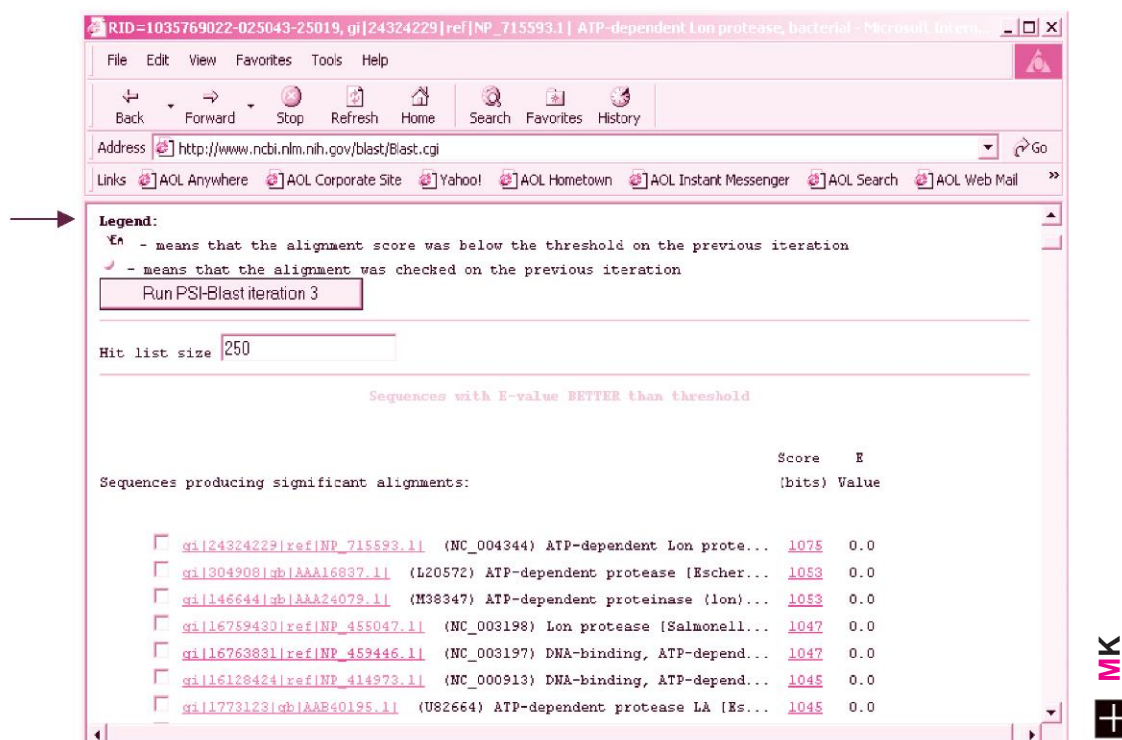 RID=1035769022-025043-25019, gi|24324229|ref|NP_715593.1| ATP-dependent Lon protease, bacterial - Microsoft Intern...
File Edit View Favorites Tools Help
Back Forward Stop Refresh Home Search Favorites History
Address http://www.ncbi.nlm.nih.gov/blast/Blast.cgi Go
Links AOL Anywhere AOL Corporate Site Yahoo! AOL Hometown AOL Instant Messenger AOL Search AOL Web Mail »
Legend:
- means that the alignment score was below the threshold on the previous iteration
- means that the alignment was checked on the previous iteration
Run PSI-Blast iteration 3
Hit list size 250
Sequences with E-value BETTER than threshold
Score E
Sequences producing significant alignments: (bits) Value
gi|24324229|ref|NP_715593.1| (NC_004344) ATP-dependent Lon prote... 1075 0.0
gi|304908|gb|AAA16837.1| (L20572) ATP-dependent protease [Escher... 1053 0.0
gi|146644|gb|AAA24079.1| (M38347) ATP-dependent proteinase (lon)... 1053 0.0
gi|16759430|ref|NP_455047.1| (NC_003198) Lon protease [Salmonell... 1047 0.0
gi|16763831|ref|NP_459446.1| (NC_003197) DNA-binding, ATP-depend... 1047 0.0
gi|16128424|ref|NP_414973.1| (NC_000913) DNA-binding, ATP-depend... 1045 0.0
gi|1773123|gb|AAB40195.1| (U82664) ATP-dependent protease LA [Es... 1045 0.0
MK